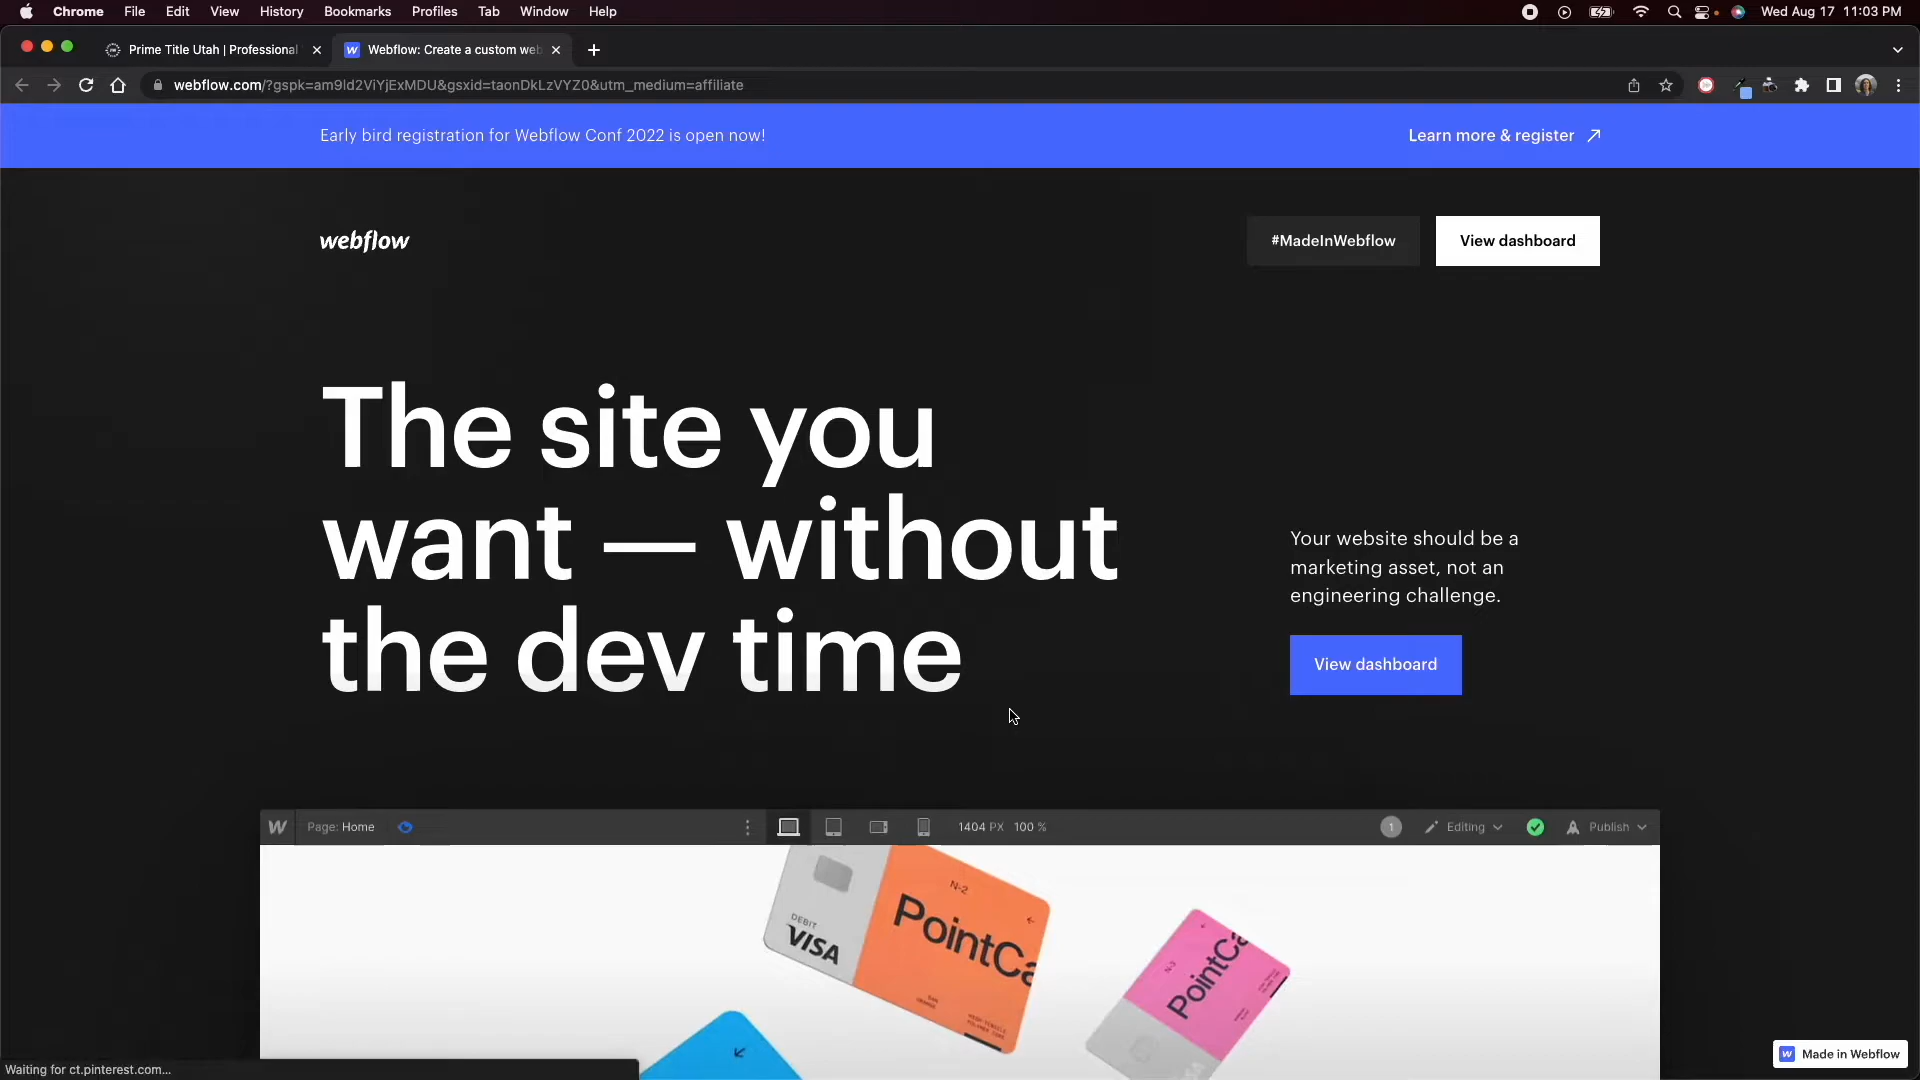 Chrome File Edit View History Bookmarks Profiles Tab Window Help Wed Aug 17 11:03 PM
Prime Title Utah | Professional
Webflow: Create a custom web
webflow.com/?gspk=am9ld2ViYjExMDU&gsxid=taonDkLzVYZ0&utm_medium=affiliate
Early bird registration for Webflow Conf 2022 is open now!
Learn more & register
webflow
#MadeInWebflow
View dashboard
The site you
want — without
the dev time
Your website should be a
marketing asset, not an
engineering challenge.
View dashboard
W Page: Home 1404 PX 100 % 1 Editing Publish
N-2
PointCa
DEBIT
VISA
N-2
PointCa
Waiting for ct.pinterest.com...
Made in Webflow